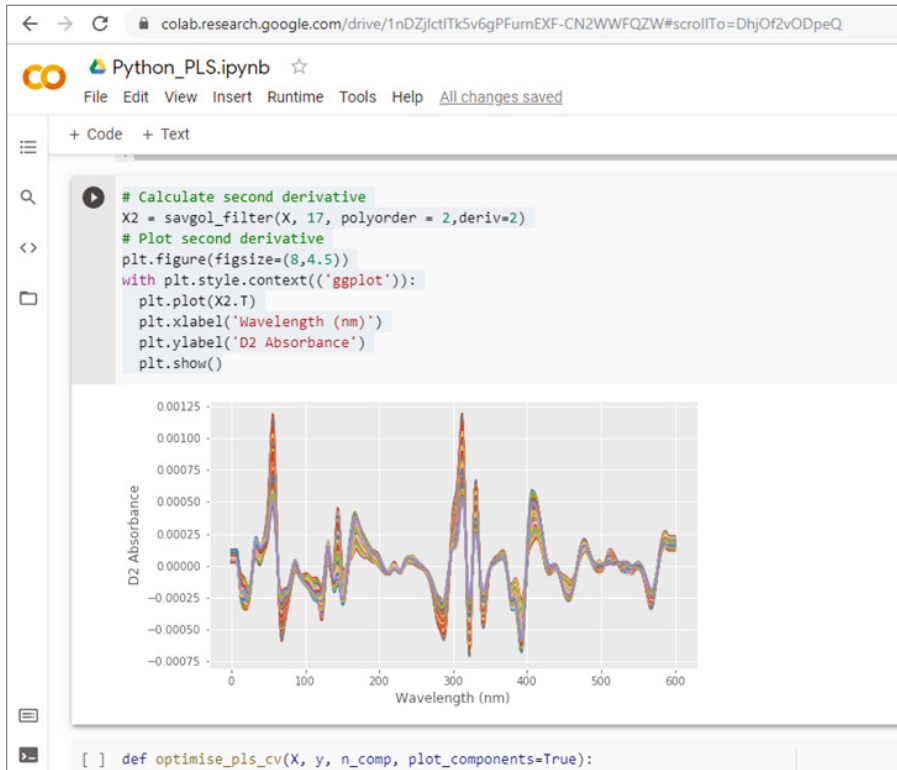 colab.research.google.com/drive/1nDZjIctITk5v6gPFurnEXF-CN2WWFQZW#scrollTo=DhjOf2vODpeQ
CO
Python_PLS.ipynb
File Edit View Insert Runtime Tools Help All changes saved
+ Code + Text
# Calculate second derivative
X2 = savgol_filter(X, 17, polyorder = 2,deriv=2)
# Plot second derivative
plt.figure(figsize=(8,4.5))
with plt.style.context(('ggplot')):
  plt.plot(X2.T)
  plt.xlabel('Wavelength (nm)')
  plt.ylabel('D2 Absorbance')
  plt.show()
0.00125
0.00100
0.00075
0.00050
0.00025
0.00000
−0.00025
−0.00050
−0.00075
D2 Absorbance
0 100 200 300 400 500 600
Wavelength (nm)
[ ] def optimise_pls_cv(X, y, n_comp, plot_components=True):